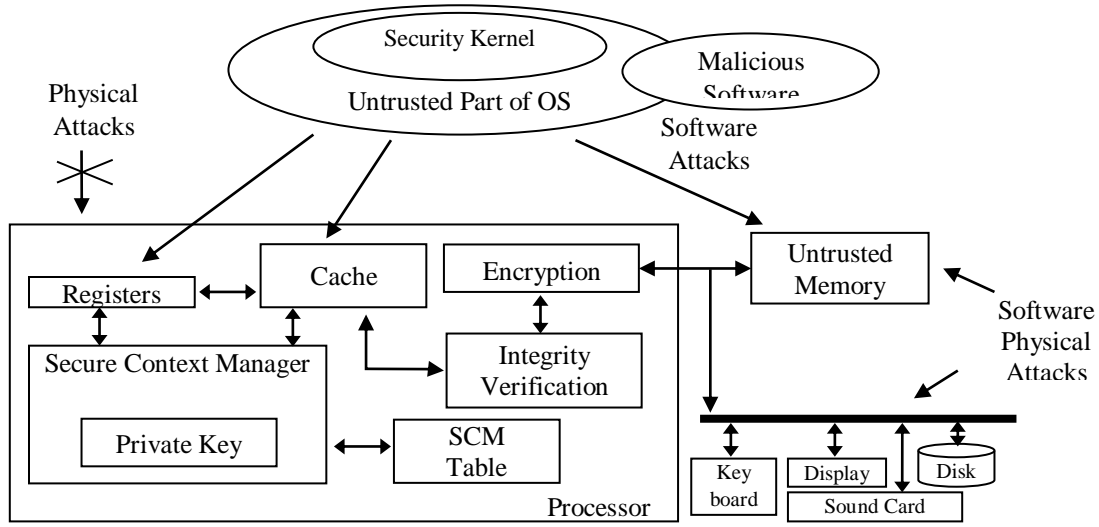 Security Kernel
Malicious
Software
Untrusted Part of OS
Physical
Attacks
Software
Attacks
Cache
Encryption
Untrusted
Memory
Registers
Software
Physical
Attacks
Secure Context Manager
Integrity
Verification
Private Key
SCM
Table
Key
board
Display
Disk
Sound Card
Processor